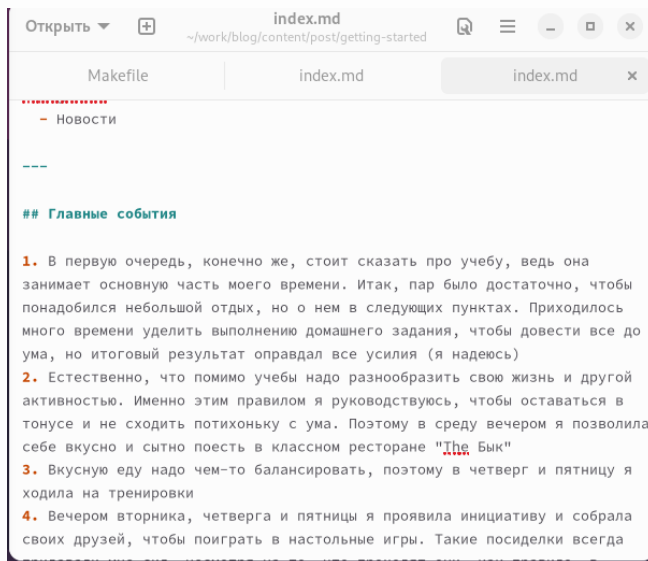 Открыть
index.md
~/work/blog/content/post/getting-started
Makefile
index.md
index.md
- Новости
---
## Главные события
1. В первую очередь, конечно же, стоит сказать про учебу, ведь она
занимает основную часть моего времени. Итак, пар было достаточно, чтобы
понадобился небольшой отдых, но о нем в следующих пунктах. Приходилось
много времени уделить выполнению домашнего задания, чтобы довести все до
ума, но итоговый результат оправдал все усилия (я надеюсь)
2. Естественно, что помимо учебы надо разнообразить свою жизнь и другой
активностью. Именно этим правилом я руководствуюсь, чтобы оставаться в
тонусе и не сходить потихоньку с ума. Поэтому в среду вечером я позволила
себе вкусно и сытно поесть в классном ресторане "The Бык"
3. Вкусную еду надо чем-то балансировать, поэтому в четверг и пятницу я
ходила на тренировки
4. Вечером вторника, четверга и пятницы я проявила инициативу и собрала
своих друзей, чтобы поиграть в настольные игры. Такие посиделки всегда